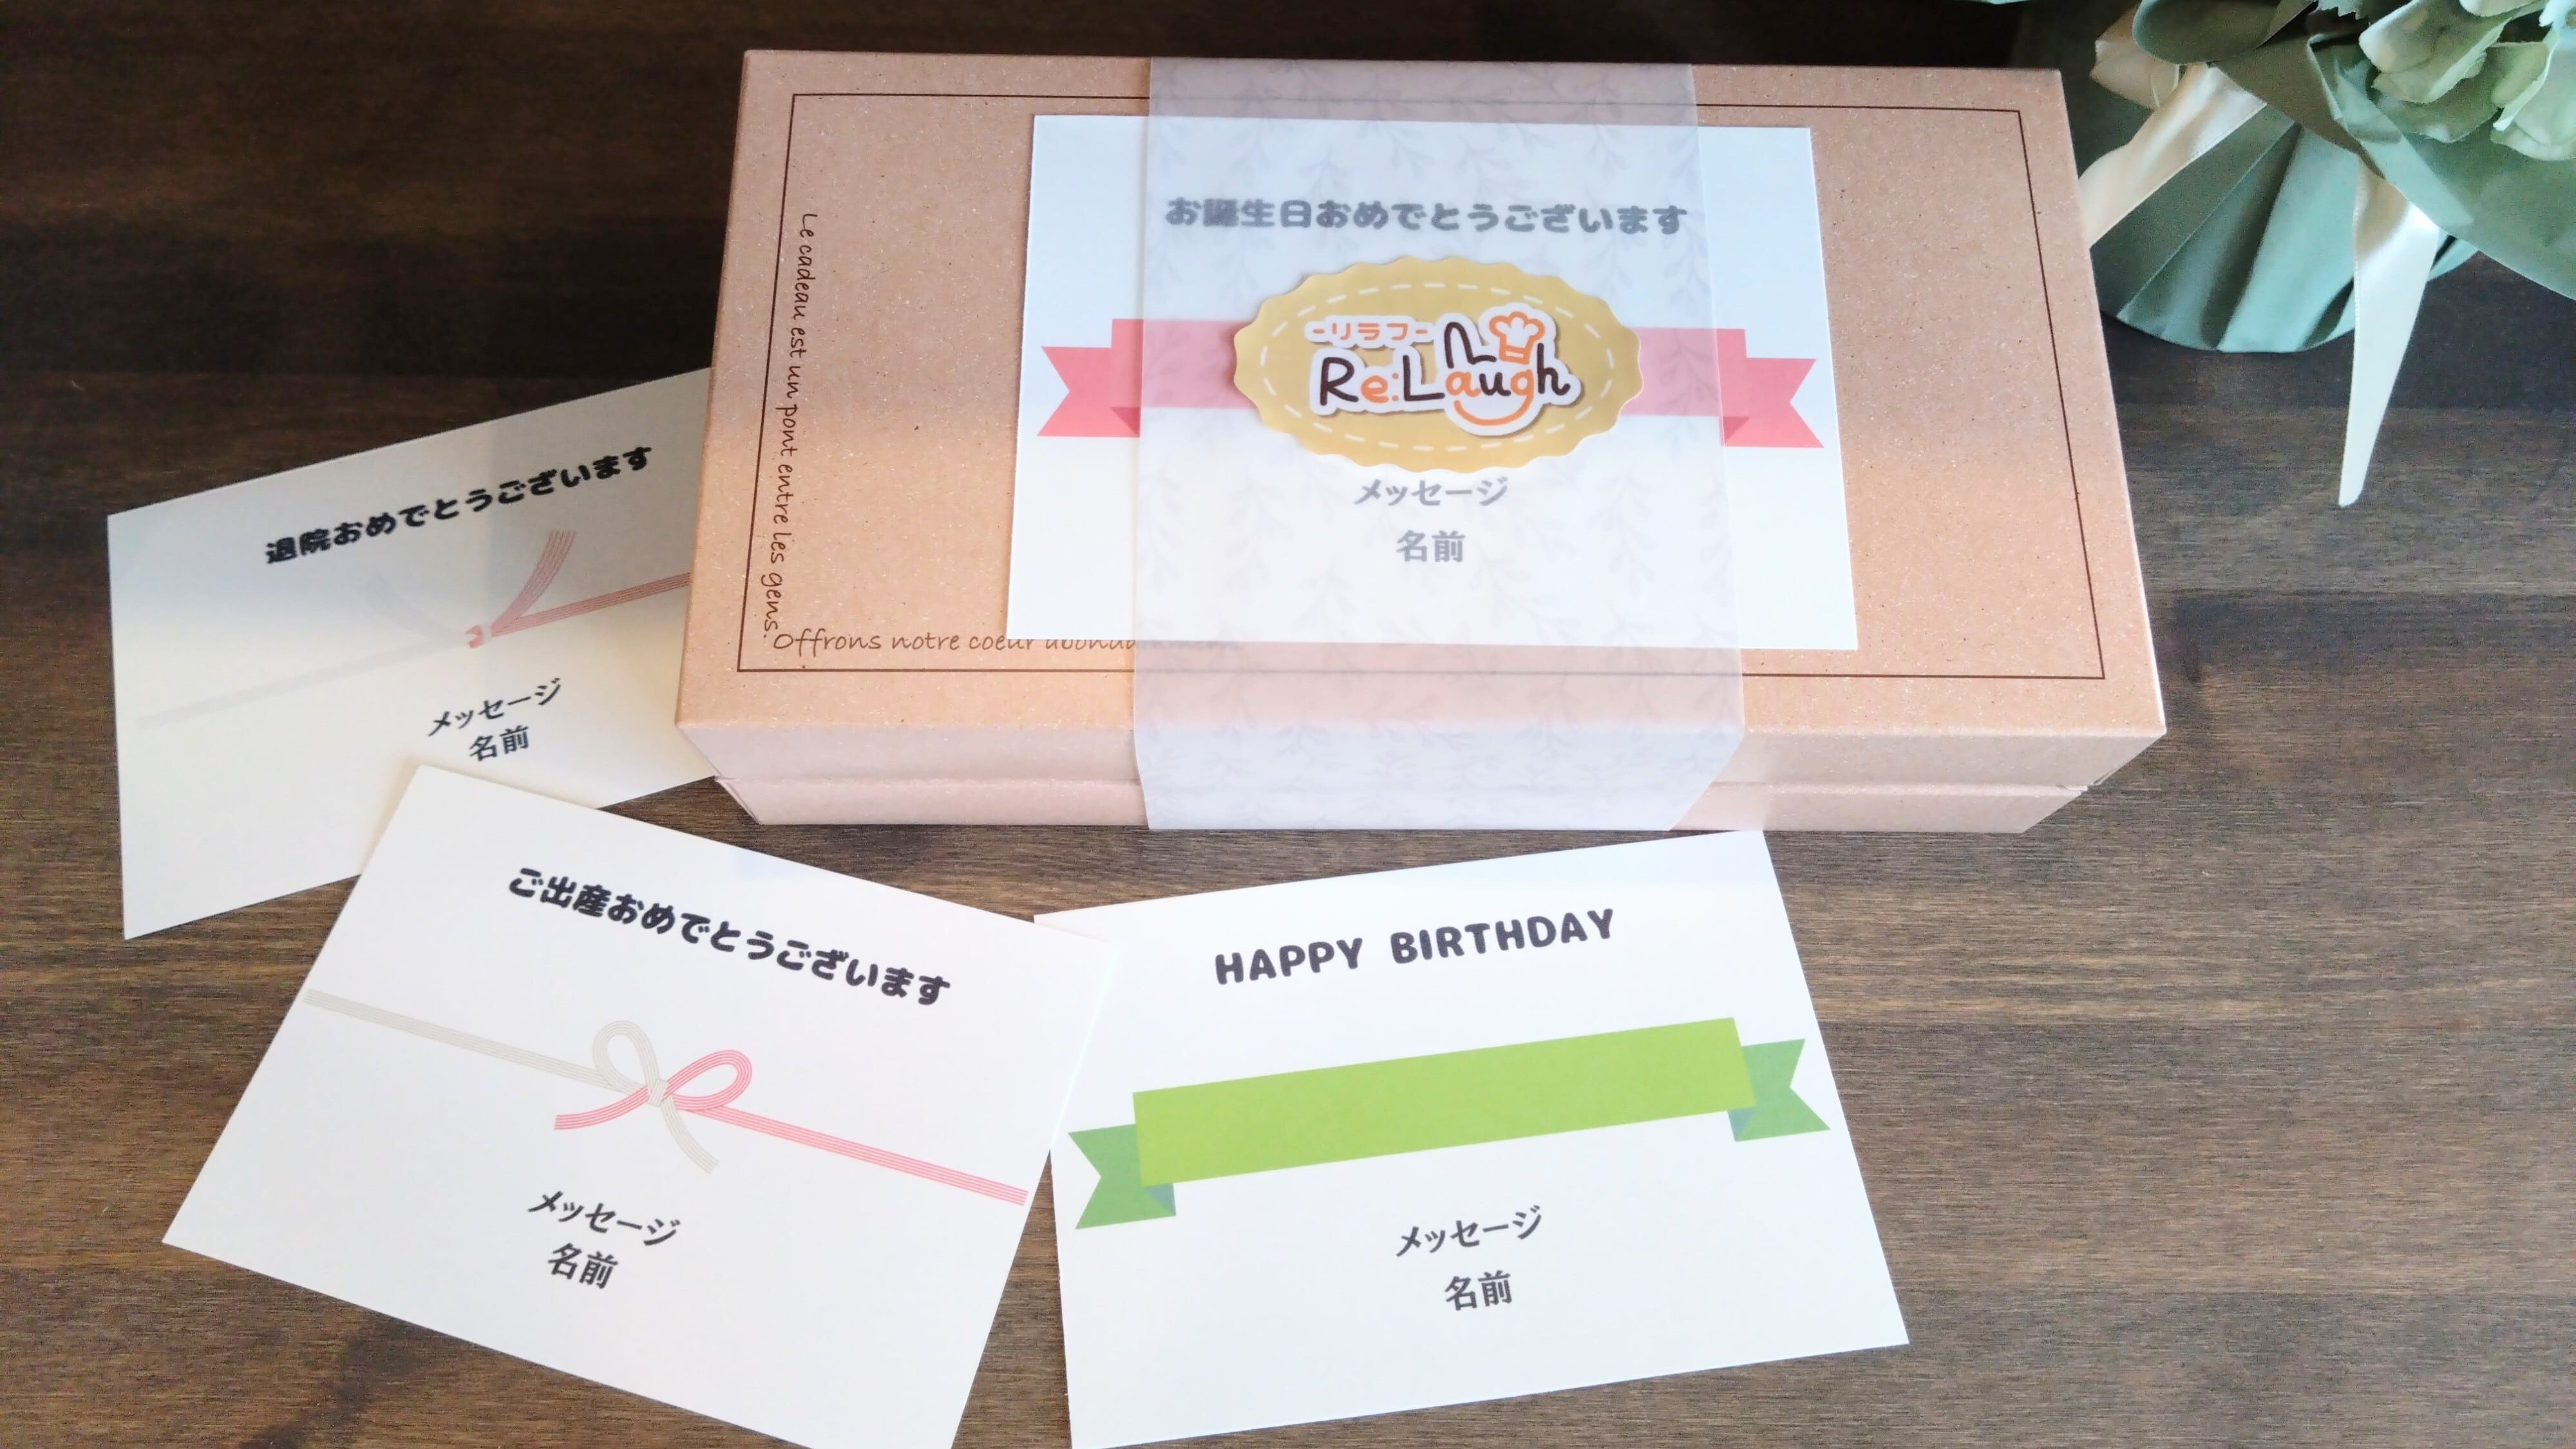 お誕生日おめでとうございます
-リラフ-
Re:Laugh
メッセージ
名前
Le cadeau est un pont entre les gens.
Offrons notre coeur
退院おめでとうございます
メッセージ
名前
ご出産おめでとうございます
メッセージ
名前
HAPPY BIRTHDAY
メッセージ
名前